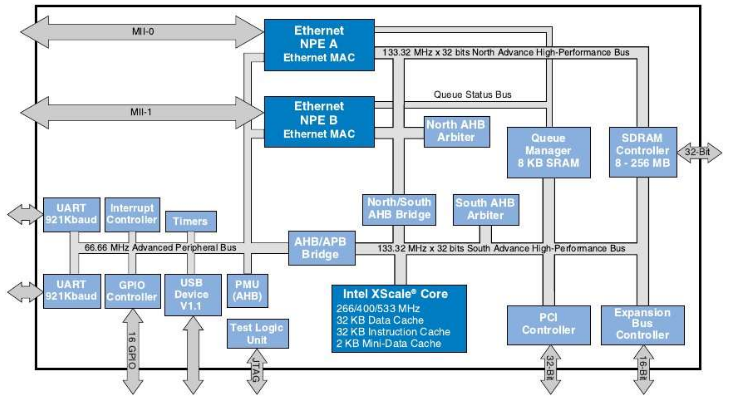 MII-0
Ethernet
NPE A
Ethernet MAC
133.32 MHz x 32 bits North Advance High-Performance Bus
Queue Status Bus
MII-1
Ethernet
NPE B
Ethernet MAC
North AHB
Arbiter
Queue
Manager
8 KB SRAM
SDRAM
Controller
8 - 256 MB
32-Bit
UART
921Kbaud
Interrupt
Controller
Timers
North/South
AHB Bridge
South AHB
Arbiter
66.66 MHz Advanced Peripheral Bus
AHB/APB
Bridge
133.32 MHz x 32 bits South Advance High-Performance Bus
UART
921Kbaud
GPIO
Controller
USB
Device
V1.1
PMU
(AHB)
Intel XScale® Core
266/400/533 MHz
32 KB Data Cache
32 KB Instruction Cache
2 KB Mini-Data Cache
PCI
Controller
Expansion
Bus
Controller
Test Logic
Unit
16 GPIO
JTAG
32-Bit
16-Bit